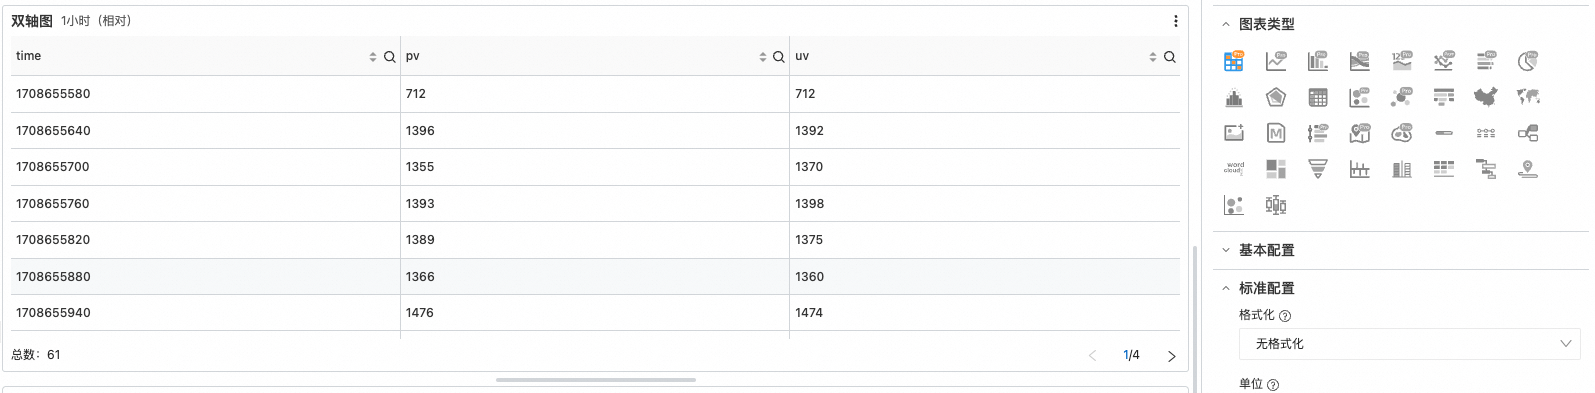 双轴图 1小时 (相对)
time pv uv
1708655580 712 712
1708655640 1396 1392
1708655700 1355 1370
1708655760 1393 1398
1708655820 1389 1375
1708655880 1366 1360
1708655940 1476 1474
总数: 61
1/4
图表类型
word
cloud
基本配置
标准配置
格式化
无格式化
单位